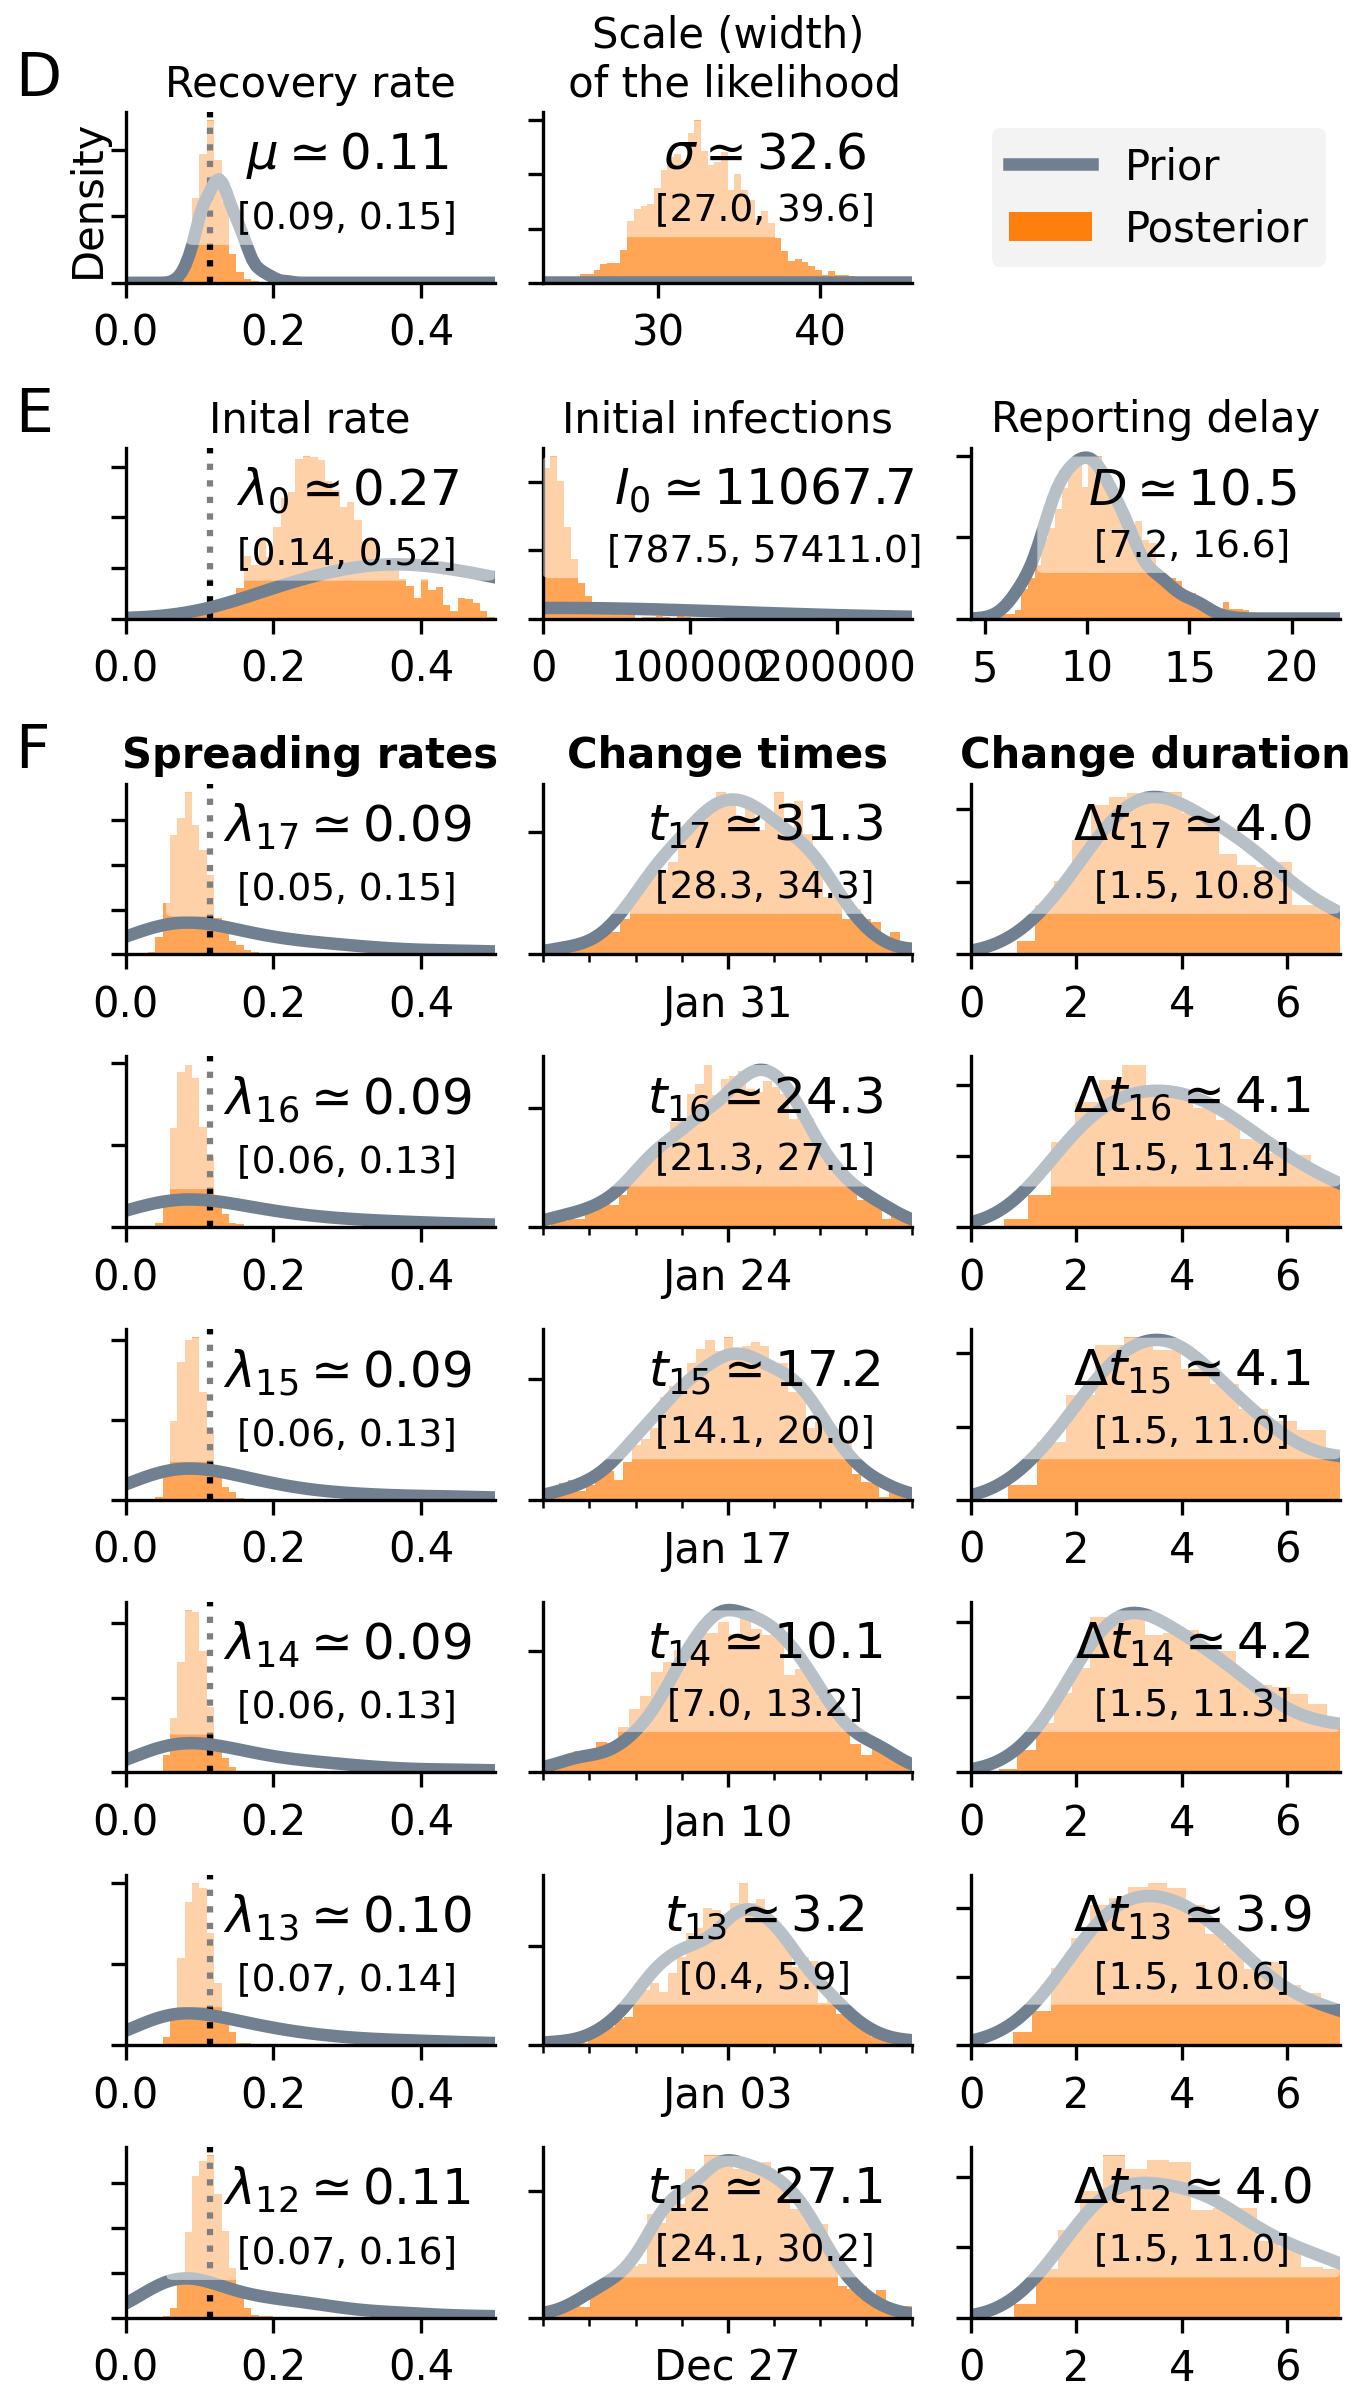 D
Recovery rate
Scale (width)
of the likelihood
Density
μ ≃ 0.11
[0.09, 0.15]
σ ≃ 32.6
[27.0, 39.6]
Prior
Posterior
0.0 0.2 0.4
30 40
E
Inital rate
Initial infections
Reporting delay
λ₀ ≃ 0.27
[0.14, 0.52]
I₀ ≃ 11067.7
[787.5, 57411.0]
D ≃ 10.5
[7.2, 16.6]
0.0 0.2 0.4
0 100000 200000
5 10 15 20
F
Spreading rates
Change times
Change duration
λ₁₇ ≃ 0.09
[0.05, 0.15]
t₁₇ ≃ 31.3
[28.3, 34.3]
Δt₁₇ ≃ 4.0
[1.5, 10.8]
0.0 0.2 0.4
Jan 31
0 2 4 6
λ₁₆ ≃ 0.09
[0.06, 0.13]
t₁₆ ≃ 24.3
[21.3, 27.1]
Δt₁₆ ≃ 4.1
[1.5, 11.4]
0.0 0.2 0.4
Jan 24
0 2 4 6
λ₁₅ ≃ 0.09
[0.06, 0.13]
t₁₅ ≃ 17.2
[14.1, 20.0]
Δt₁₅ ≃ 4.1
[1.5, 11.0]
0.0 0.2 0.4
Jan 17
0 2 4 6
λ₁₄ ≃ 0.09
[0.06, 0.13]
t₁₄ ≃ 10.1
[7.0, 13.2]
Δt₁₄ ≃ 4.2
[1.5, 11.3]
0.0 0.2 0.4
Jan 10
0 2 4 6
λ₁₃ ≃ 0.10
[0.07, 0.14]
t₁₃ ≃ 3.2
[0.4, 5.9]
Δt₁₃ ≃ 3.9
[1.5, 10.6]
0.0 0.2 0.4
Jan 03
0 2 4 6
λ₁₂ ≃ 0.11
[0.07, 0.16]
t₁₂ ≃ 27.1
[24.1, 30.2]
Δt₁₂ ≃ 4.0
[1.5, 11.0]
0.0 0.2 0.4
Dec 27
0 2 4 6